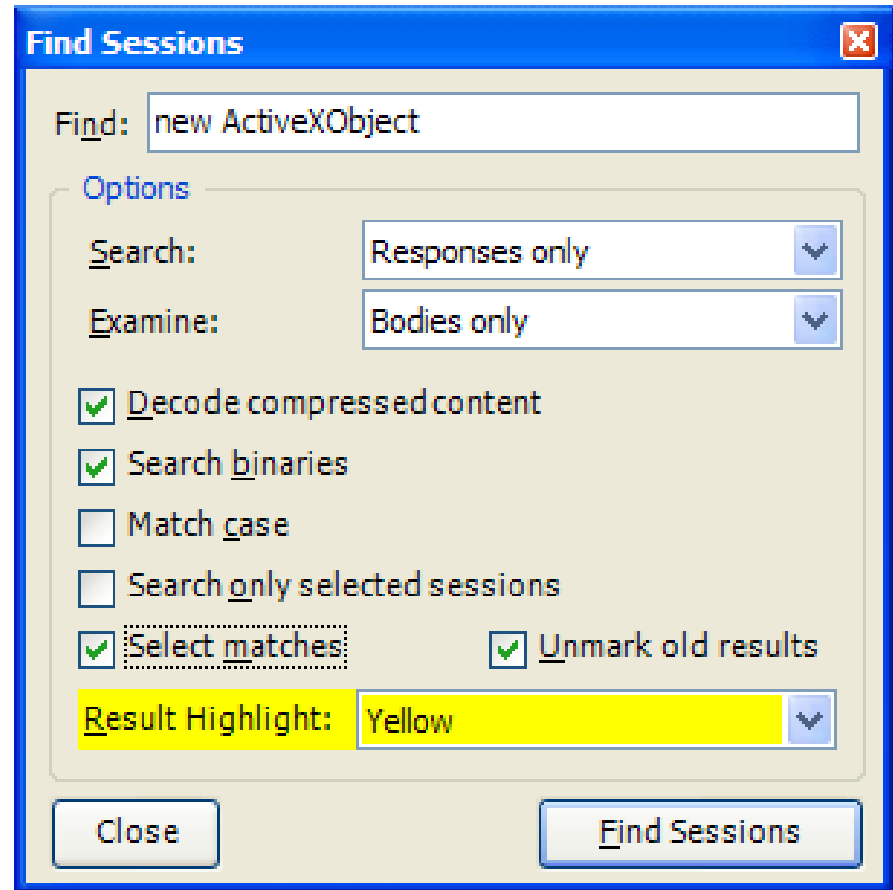 Find Sessions
Find: new ActiveXObject
Options
Search: Responses only
Examine: Bodies only
Decode compressed content
Search binaries
Match case
Search only selected sessions
Select matches Unmark old results
Result Highlight: Yellow
Close Find Sessions